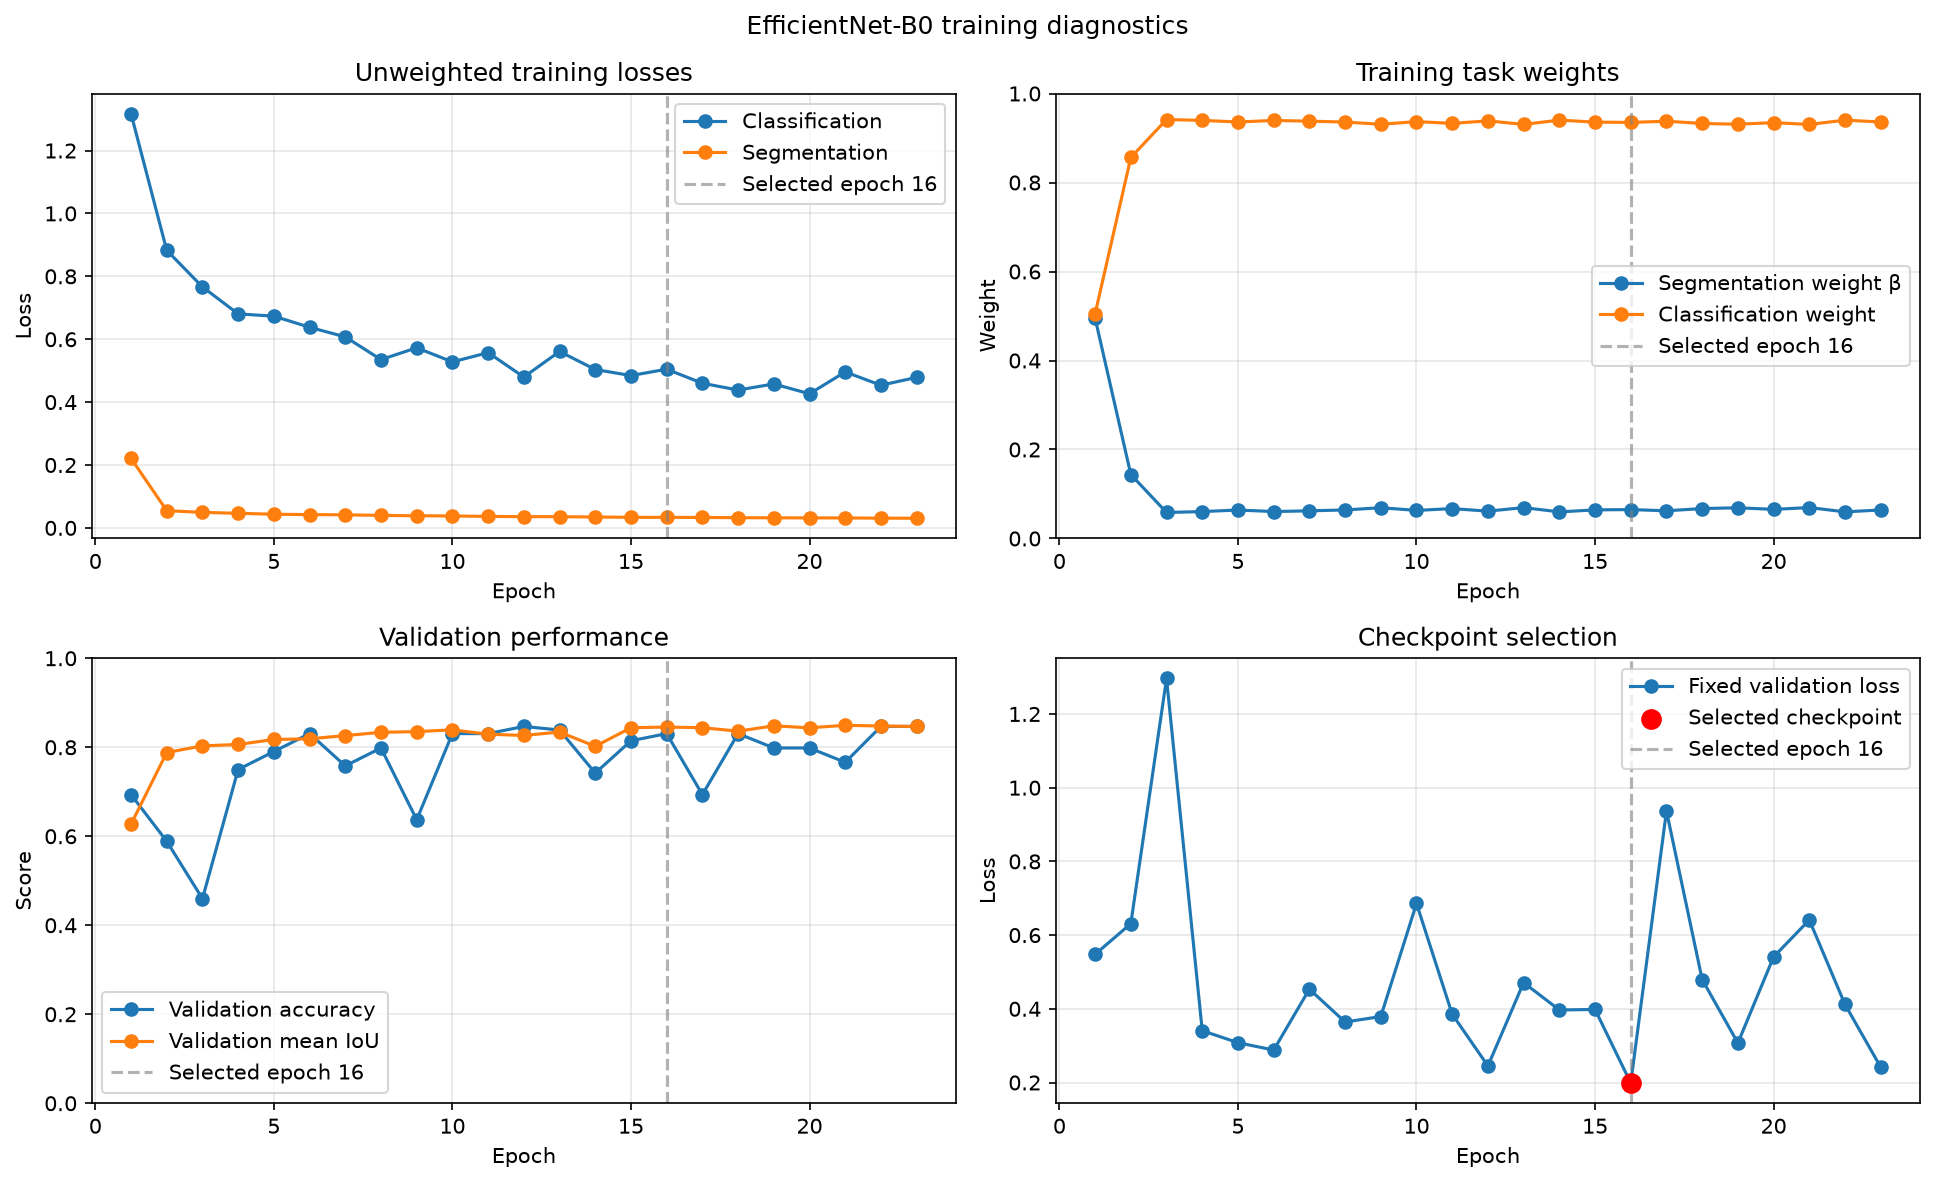 EfficientNet-B0 training diagnostics
Unweighted training losses
Loss
1.2
1.0
0.8
0.6
0.4
0.2
0.0
Classification
Segmentation
Selected epoch 16
0 5 10 15 20
Epoch
Training task weights
Weight
1.0
0.8
0.6
0.4
0.2
0.0
Segmentation weight β
Classification weight
Selected epoch 16
0 5 10 15 20
Epoch
Validation performance
Score
1.0
0.8
0.6
0.4
0.2
0.0
Validation accuracy
Validation mean IoU
Selected epoch 16
0 5 10 15 20
Epoch
Checkpoint selection
Loss
1.2
1.0
0.8
0.6
0.4
0.2
Fixed validation loss
Selected checkpoint
Selected epoch 16
0 5 10 15 20
Epoch